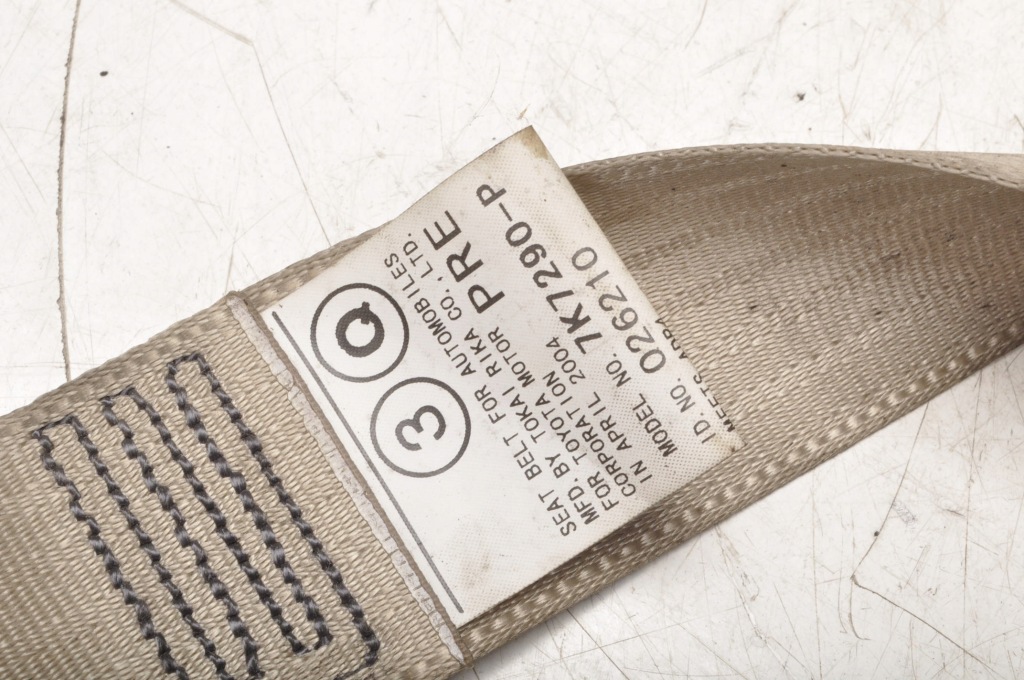 3 Q
SEAT BELT FOR AUTOMOBILES
MFD. BY TOKAI RIKA CO., LTD.
FOR TOYOTA MOTOR
CORPORATION PRE
IN APRIL 2004
MODEL NO. 7K7290-P
ID. NO. 026210
MEETS